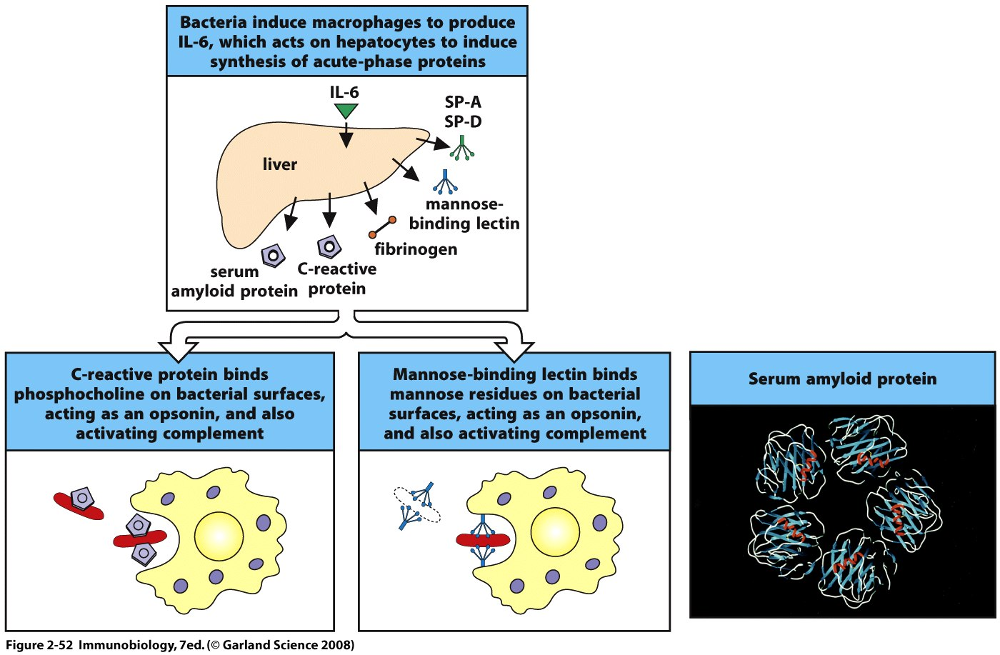 Bacteria induce macrophages to produce
IL-6, which acts on hepatocytes to induce
synthesis of acute-phase proteins
IL-6
SP-A
SP-D
liver
mannose-
binding lectin
fibrinogen
C-reactive
protein
serum
amyloid protein
C-reactive protein binds
phosphocholine on bacterial surfaces,
acting as an opsonin, and also
activating complement
Mannose-binding lectin binds
mannose residues on bacterial
surfaces, acting as an opsonin,
and also activating complement
Serum amyloid protein
Figure 2-52 Immunobiology, 7ed. (© Garland Science 2008)